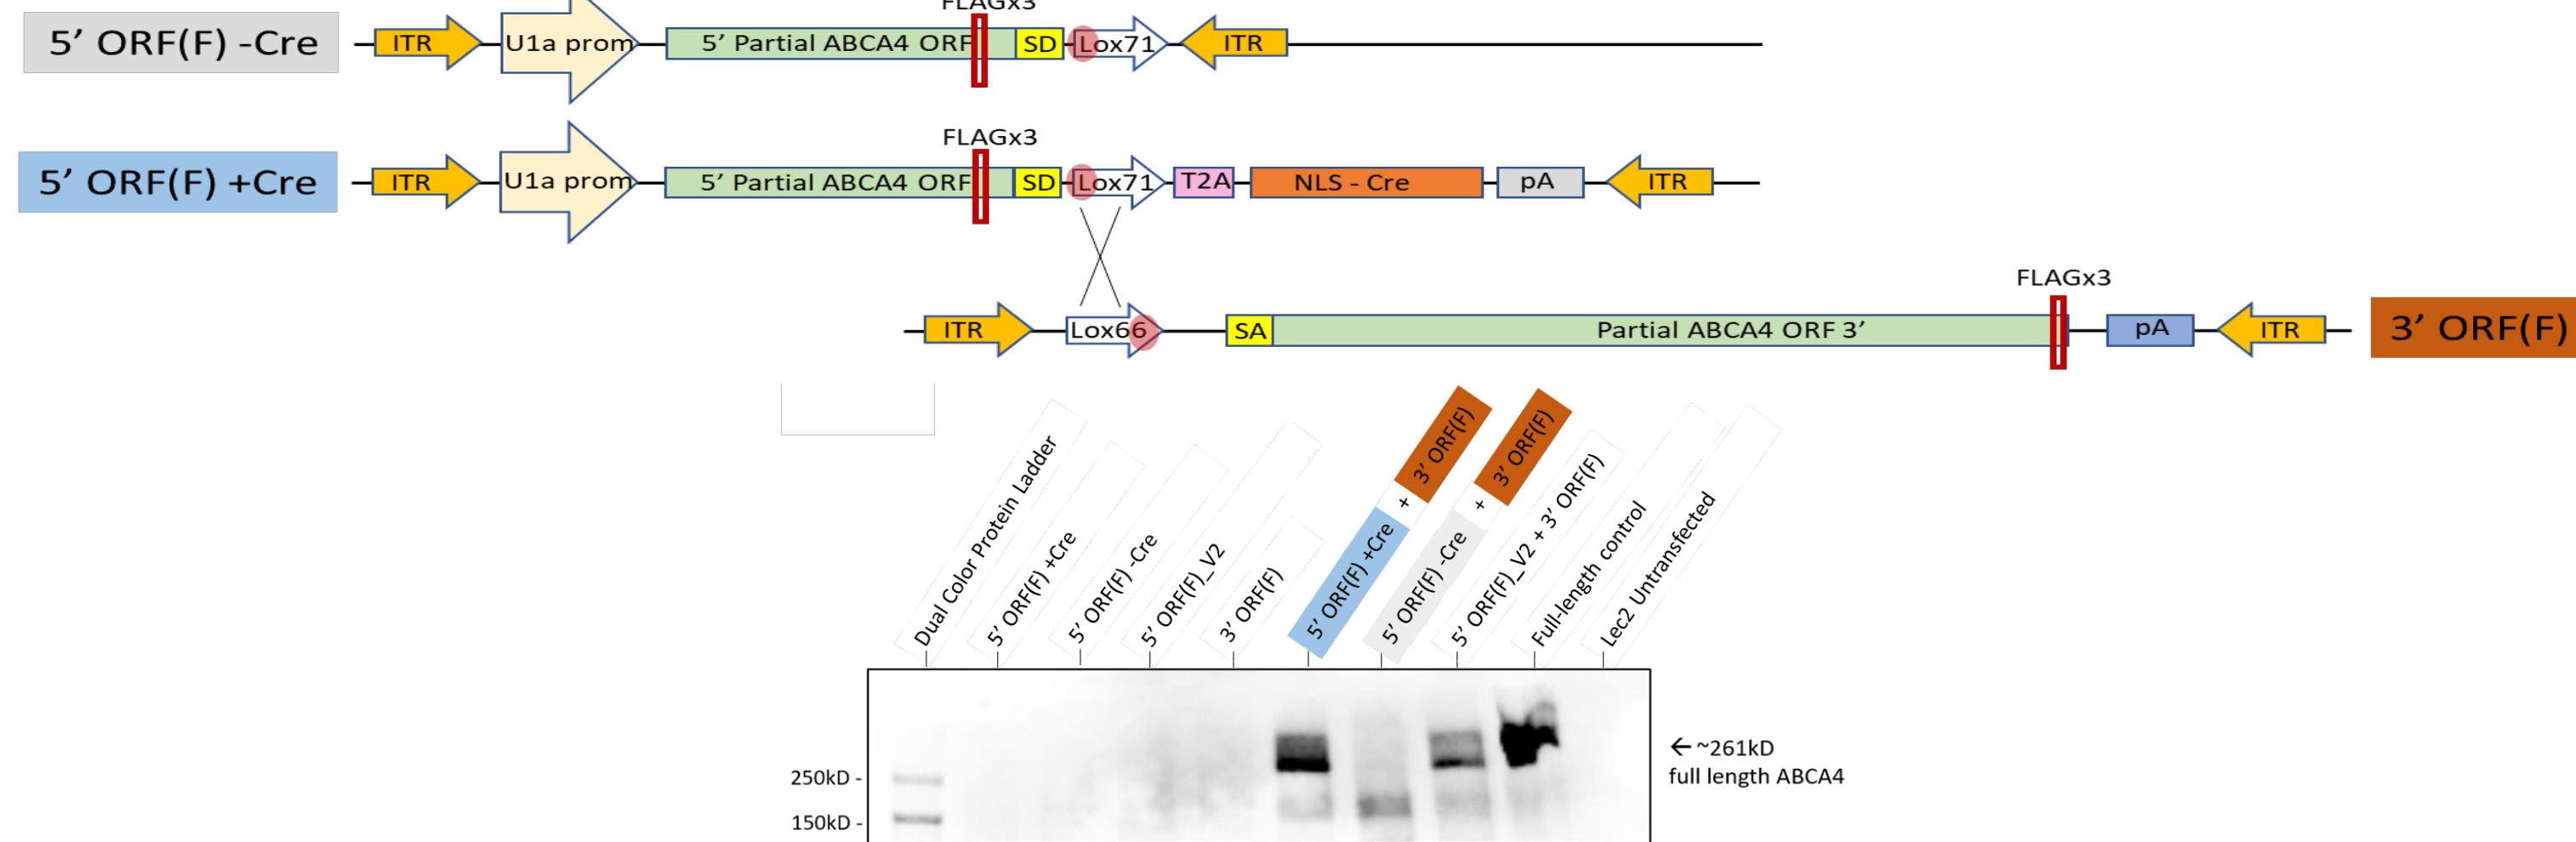 FLAGx3
5’ ORF(F) -Cre
ITR
U1a prom
5’ Partial ABCA4 ORF
SD
Lox71
ITR
FLAGx3
5’ ORF(F) +Cre
ITR
U1a prom
5’ Partial ABCA4 ORF
SD
Lox71
T2A
NLS - Cre
pA
ITR
FLAGx3
ITR
Lox66
SA
Partial ABCA4 ORF 3’
pA
ITR
3’ ORF(F)
Dual Color Protein Ladder
5’ ORF(F) +Cre
5’ ORF(F) -Cre
5’ ORF(F)_V2
3’ ORF(F)
5’ ORF(F) +Cre + 3’ ORF(F)
5’ ORF(F) -Cre + 3’ ORF(F)
5’ ORF(F)_V2 + 3’ ORF(F)
Full-length control
Lec2 Untransfected
←~261kD
full length ABCA4
250kD -
150kD -